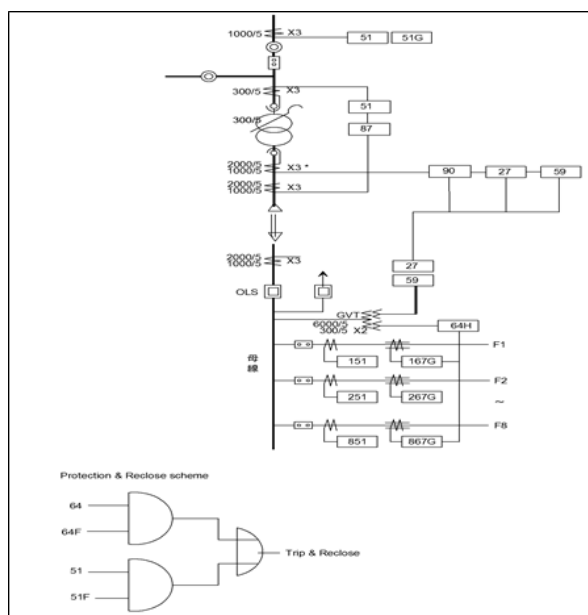 1000/5 X3 51 51G
300/5 X3
51
300/5
87
2000/5
1000/5 X3 * 90 27 59
2000/5
1000/5 X3
2000/5
1000/5 X3
27
OLS 59
GVT
6000/5
300/5 X2 64H
F1
151 167G
母線
F2
251 267G
~
F8
851 867G
Protection & Reclose scheme
64
64F
Trip & Reclose
51
51F